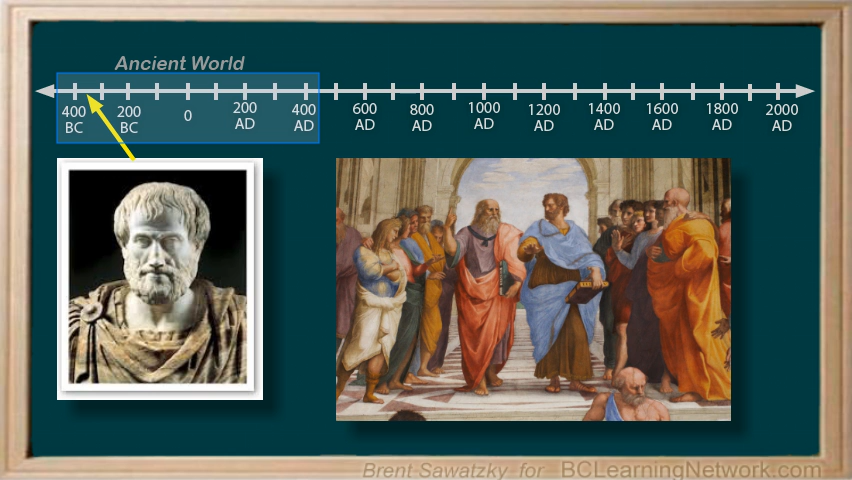 Ancient World
400 BC
200 BC
0
200 AD
400 AD
600 AD
800 AD
1000 AD
1200 AD
1400 AD
1600 AD
1800 AD
2000 AD
Brent Sawatzky for BCLearningNetwork.com